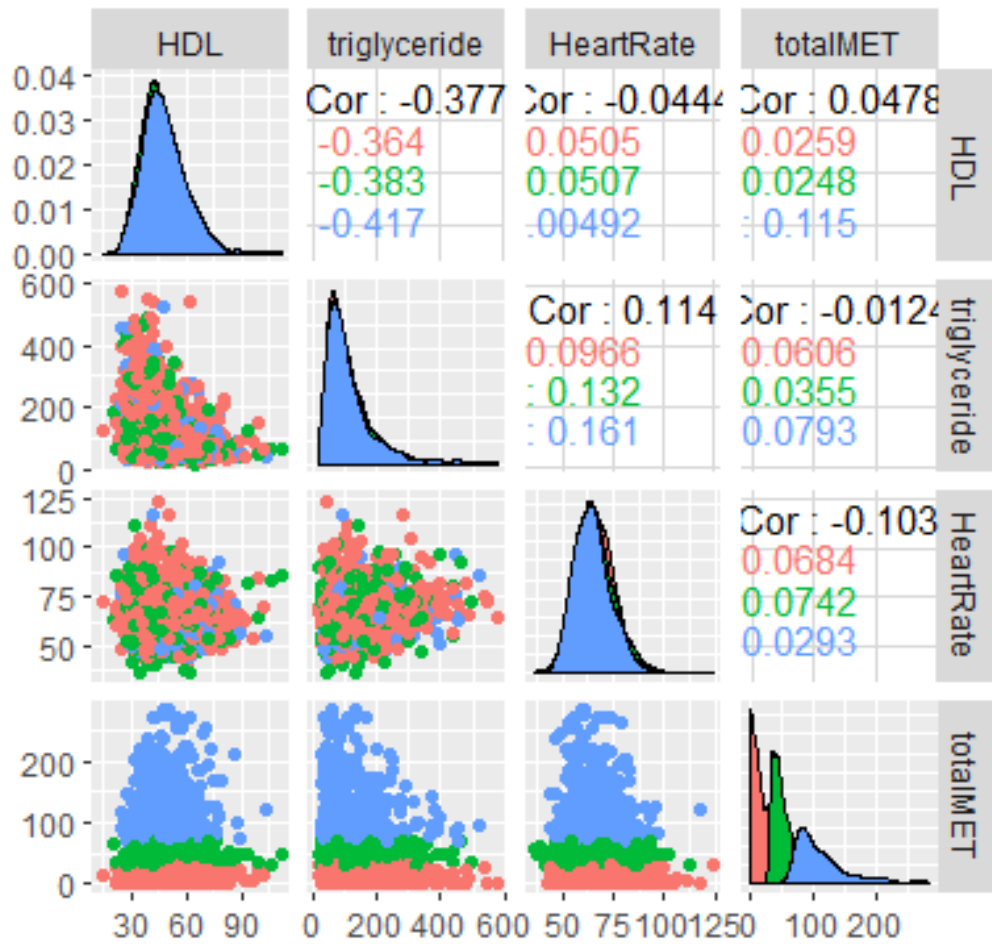 HDL triglyceride HeartRate totalMET
0.04
0.03
0.02
0.01
0.00
Cor : -0.377
-0.364
-0.383
-0.417
Cor : -0.0444
0.0505
0.0507
.00492
Cor : 0.0478
0.0259
0.0248
: 0.115
HDL
600
400
200
0
Cor : 0.114
0.0966
: 0.132
: 0.161
Cor : -0.0124
0.0606
0.0355
0.0793
triglyceride
125
100
75
50
Cor : -0.103
0.0684
0.0742
0.0293
HeartRate
200
100
0
totalMET
30 60 90 0 200 400 600 50 75 100 125 0 100 200